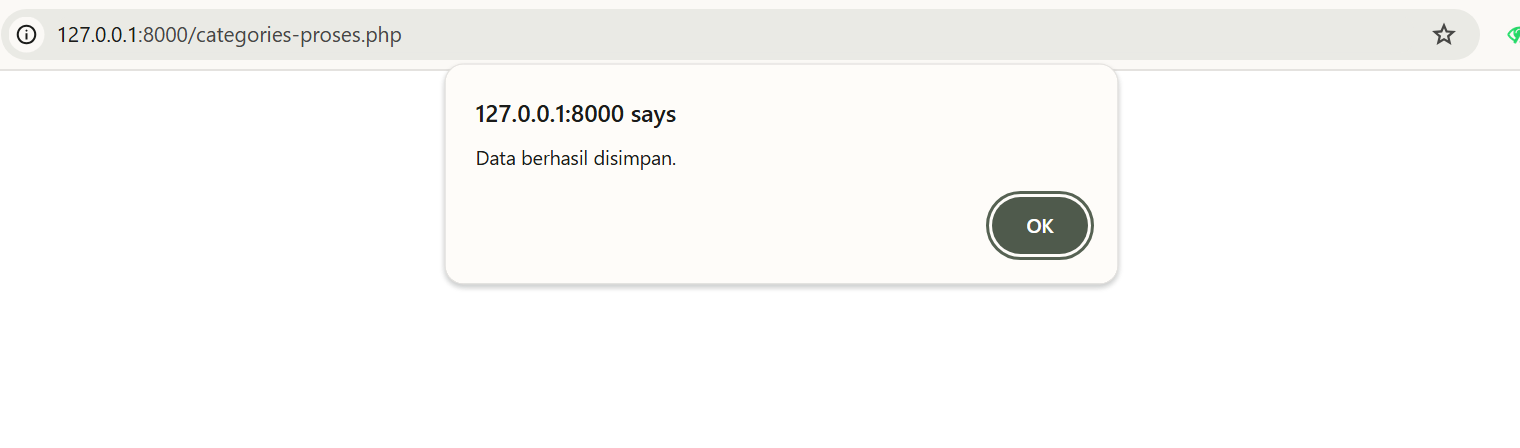 127.0.0.1:8000/categories-proses.php
127.0.0.1:8000 says
Data berhasil disimpan.
OK